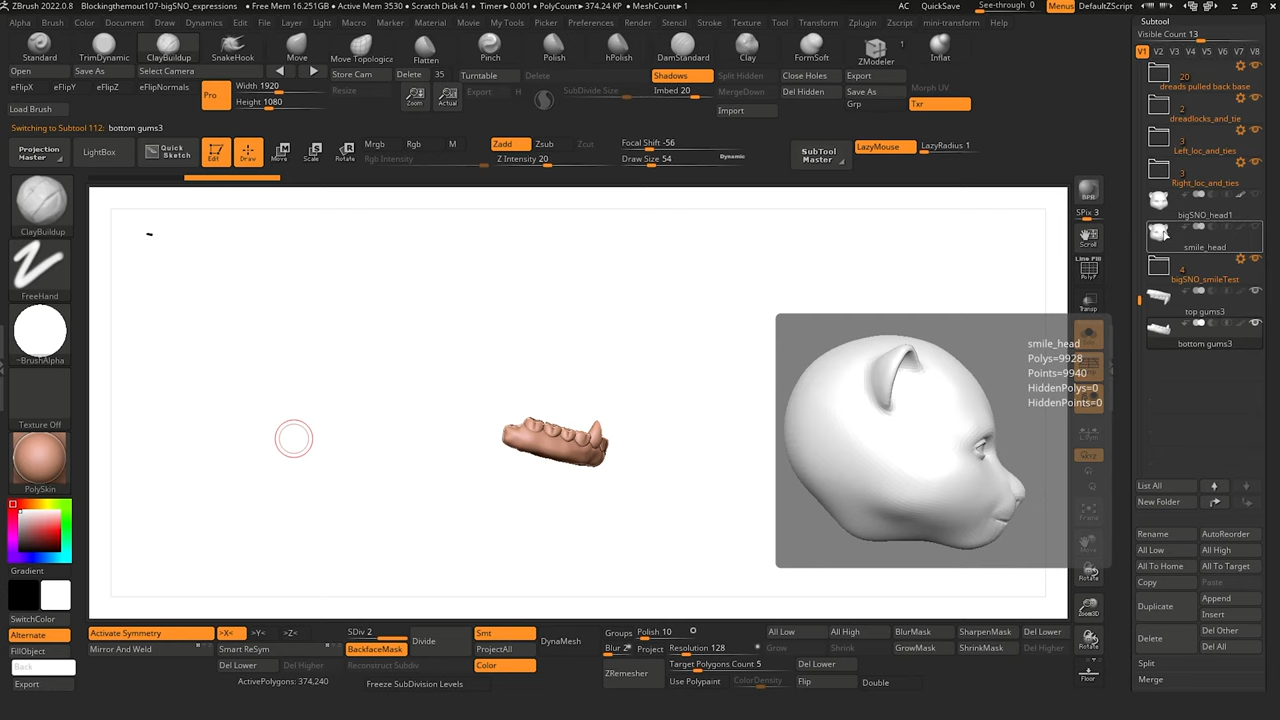 ZBrush 2022.0.8 Blockingthemout107-bigSNO_expressions • Free Mem 16.251GB • Active Mem 3530 • Scratch Disk 41 • Timer▸0.001 • PolyCount▸374.24 KP • MeshCount▸1 AC QuickSave See-through 0 Menus DefaultZScript
Alpha Brush Color Document Draw Dynamics Edit File Layer Light Macro Marker Material Movie My Tools Picker Preferences Render Stencil Stroke Texture Tool Transform Zplugin Zscript mini-transform Help
Standard TrimDynamic ClayBuildup SnakeHook Move Move Topologica Flatten Pinch Polish hPolish DamStandard Clay FormSoft ZModeler 1 Inflat
Open Save As Select Camera Store Cam Delete 35 Turntable Delete Shadows Split Hidden Close Holes Export Morph UV
eFlipX eFlipY eFlipZ eFlipNormals Pro Width 1920 Resize Zoom Actual Export H SubDivide Size Imbed 20 MergeDown Del Hidden Save As Txr
Height 1080 Import Grp
Load Brush
Switching to Subtool 112: bottom gums3
Projection Master LightBox Quick Sketch Edit Draw Move Scale Rotate Mrgb Rgb M Zadd Zsub Zcut Focal Shift -56 SubTool Master LazyMouse LazyRadius 1
Rgb Intensity Z Intensity 20 Draw Size 54 Dynamic
ClayBuildup
FreeHand
~BrushAlpha
Texture Off
PolySkin
Gradient
SwitchColor
Alternate
FillObject
Back
Export
BPR
SPix 3
Scroll
Line Fill
PolyF
Transp
L.Sym
XYZ
Frame
Move
Rotate
Zoom3D
Rotate
Floor
smile_head
Polys=9928
Points=9940
HiddenPolys=0
HiddenPoints=0
Subtool
Visible Count 13
V1 V2 V3 V4 V5 V6 V7 V8
20
dreads pulled back base
2
dreadlocks_and_tie
3
Left_loc_and_ties
3
Right_loc_and_ties
bigSNO_head1
smile_head
4
bigSNO_smileTest
top gums3
bottom gums3
List All
New Folder
Rename AutoReorder
All Low All High
All To Home All To Target
Copy Paste
Duplicate Append
Insert
Delete Del Other
Del All
Split
Merge
Activate Symmetry >X< >Y< >Z< SDiv 2 Divide Smt DynaMesh Groups Polish 10 All Low All High BlurMask SharpenMask Del Lower
Mirror And Weld Smart ReSym BackfaceMask ProjectAll Blur 2 Project Resolution 128 Grow Shrink GrowMask ShrinkMask Del Higher
Del Lower Del Higher Reconstruct Subdiv Color ZRemesher Target Polygons Count 5 Del Lower
ActivePolygons: 374,240 Freeze SubDivision Levels Use Polypaint ColorDensity Flip Double